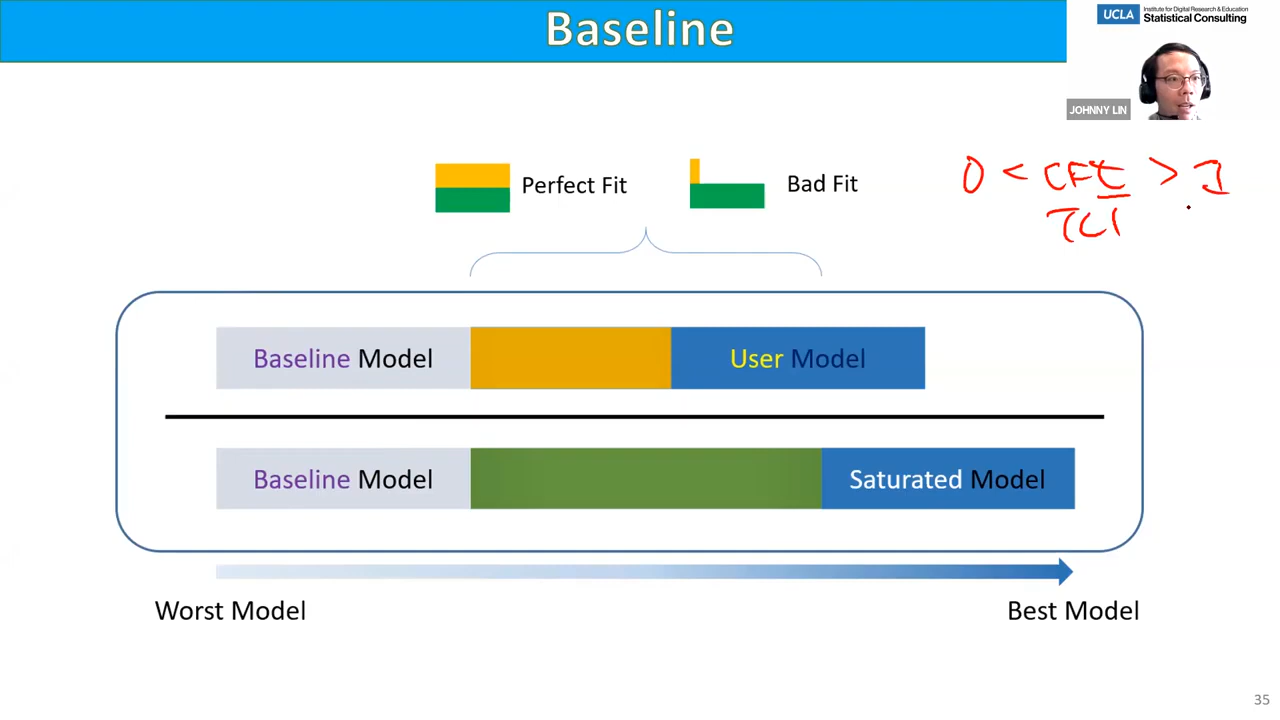 Baseline
UCLA
Institute for Digital Research & Education
Statistical Consulting
JOHNNY LIN
0 < CFI > 1
TLI
Perfect Fit
Bad Fit
Baseline Model
User Model
Baseline Model
Saturated Model
Worst Model
Best Model
35